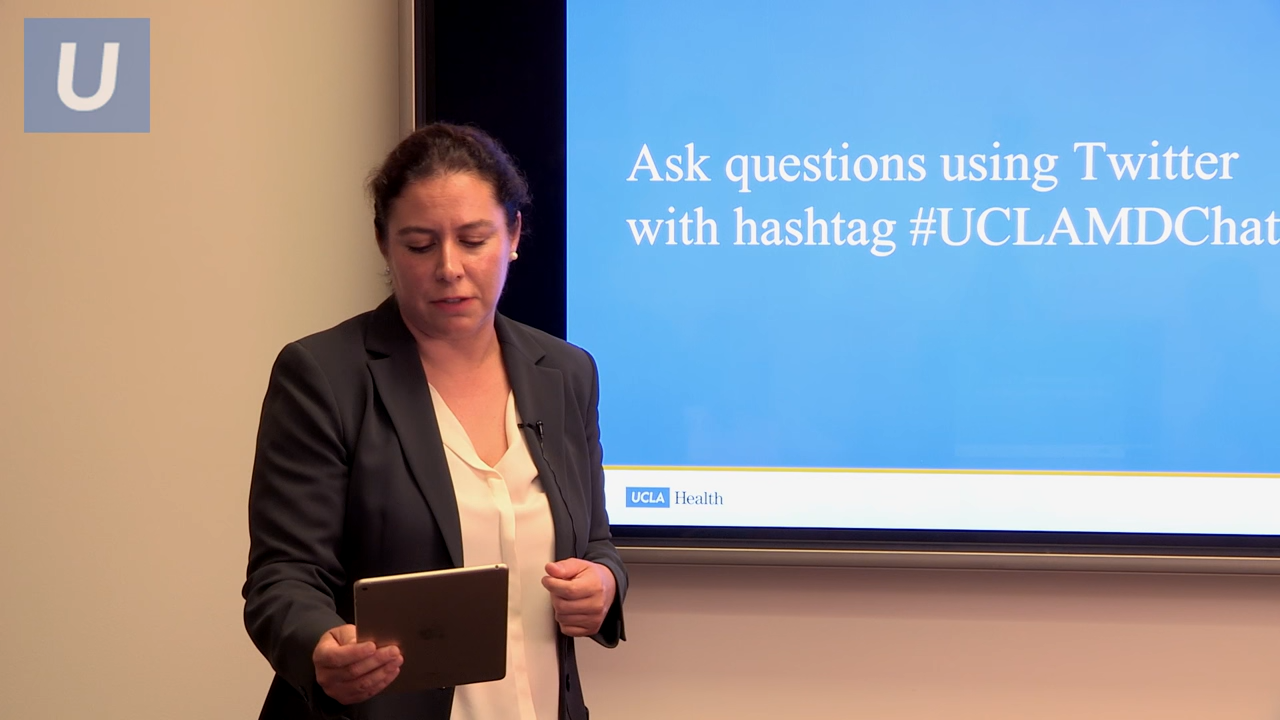 U
Ask questions using Twitter
with hashtag #UCLAMDChat
UCLA Health